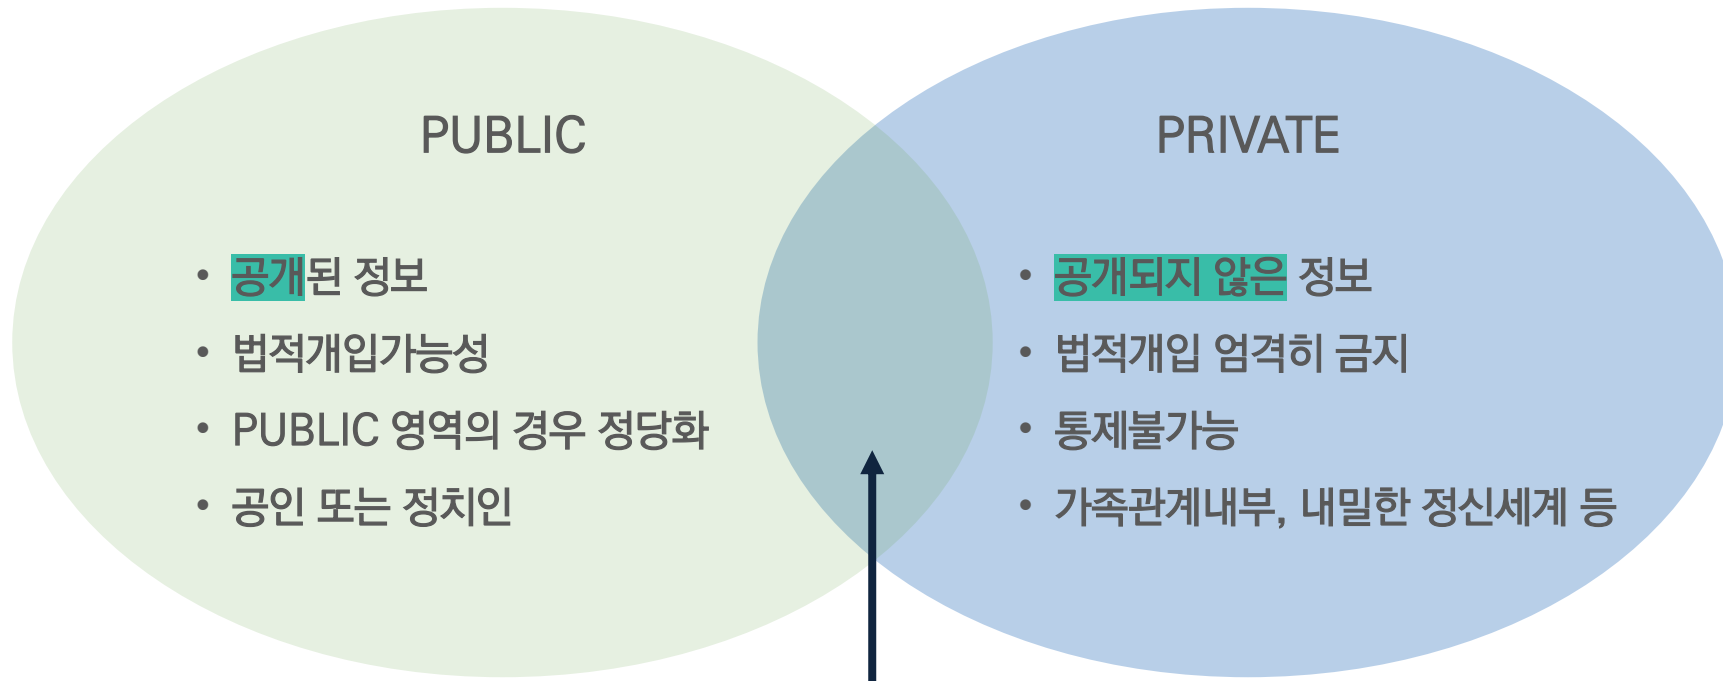 PUBLIC
• 공개된 정보
• 법적개입가능성
• PUBLIC 영역의 경우 정당화
• 공인 또는 정치인
PRIVATE
• 공개되지 않은 정보
• 법적개입 엄격히 금지
• 통제불가능
• 가족관계내부, 내밀한 정신세계 등